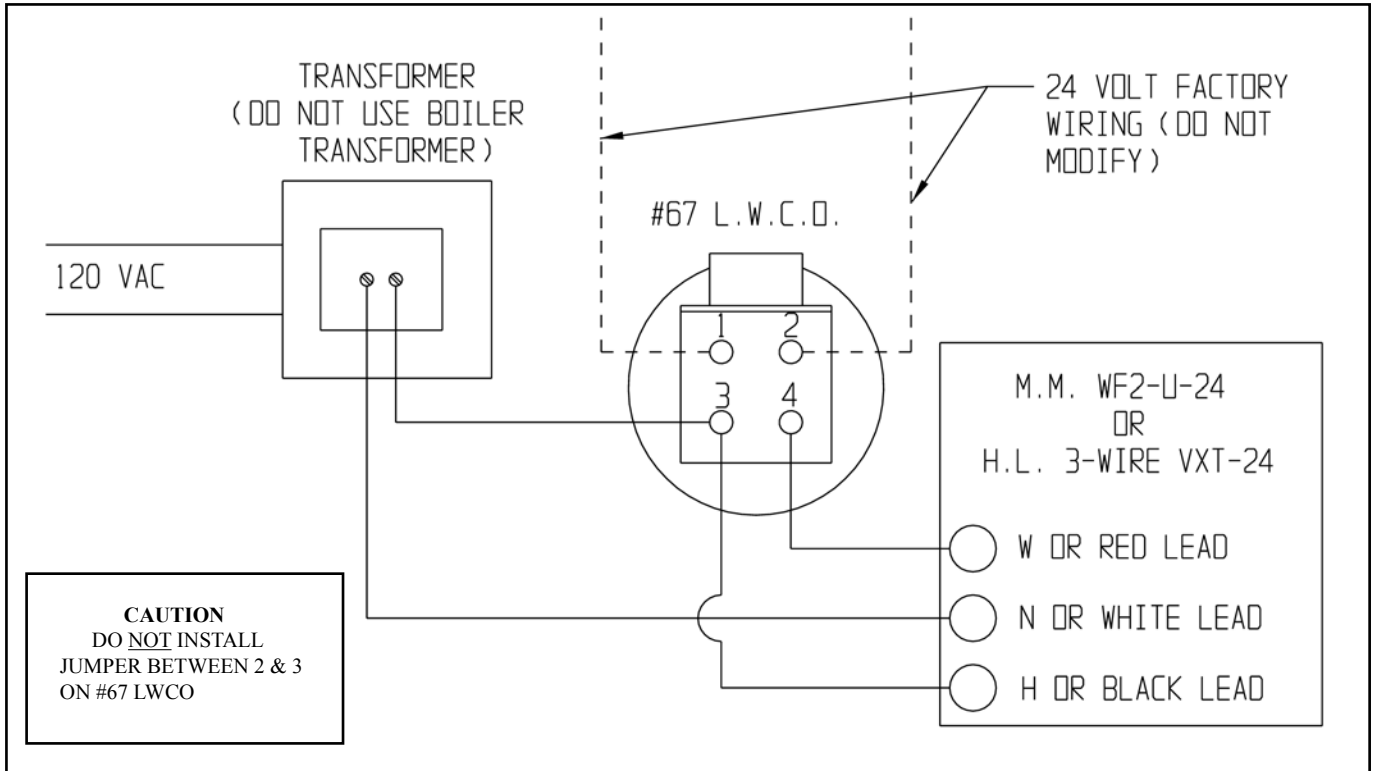 TRANSFORMER
(DO NOT USE BOILER
TRANSFORMER)
24 VOLT FACTORY
WIRING (DO NOT
MODIFY)
#67 L.W.C.O.
120 VAC
1 2
3 4
M.M. WF2-U-24
OR
H.L. 3-WIRE VXT-24
W OR RED LEAD
N OR WHITE LEAD
H OR BLACK LEAD
CAUTION
DO NOT INSTALL
JUMPER BETWEEN 2 & 3
ON #67 LWCO